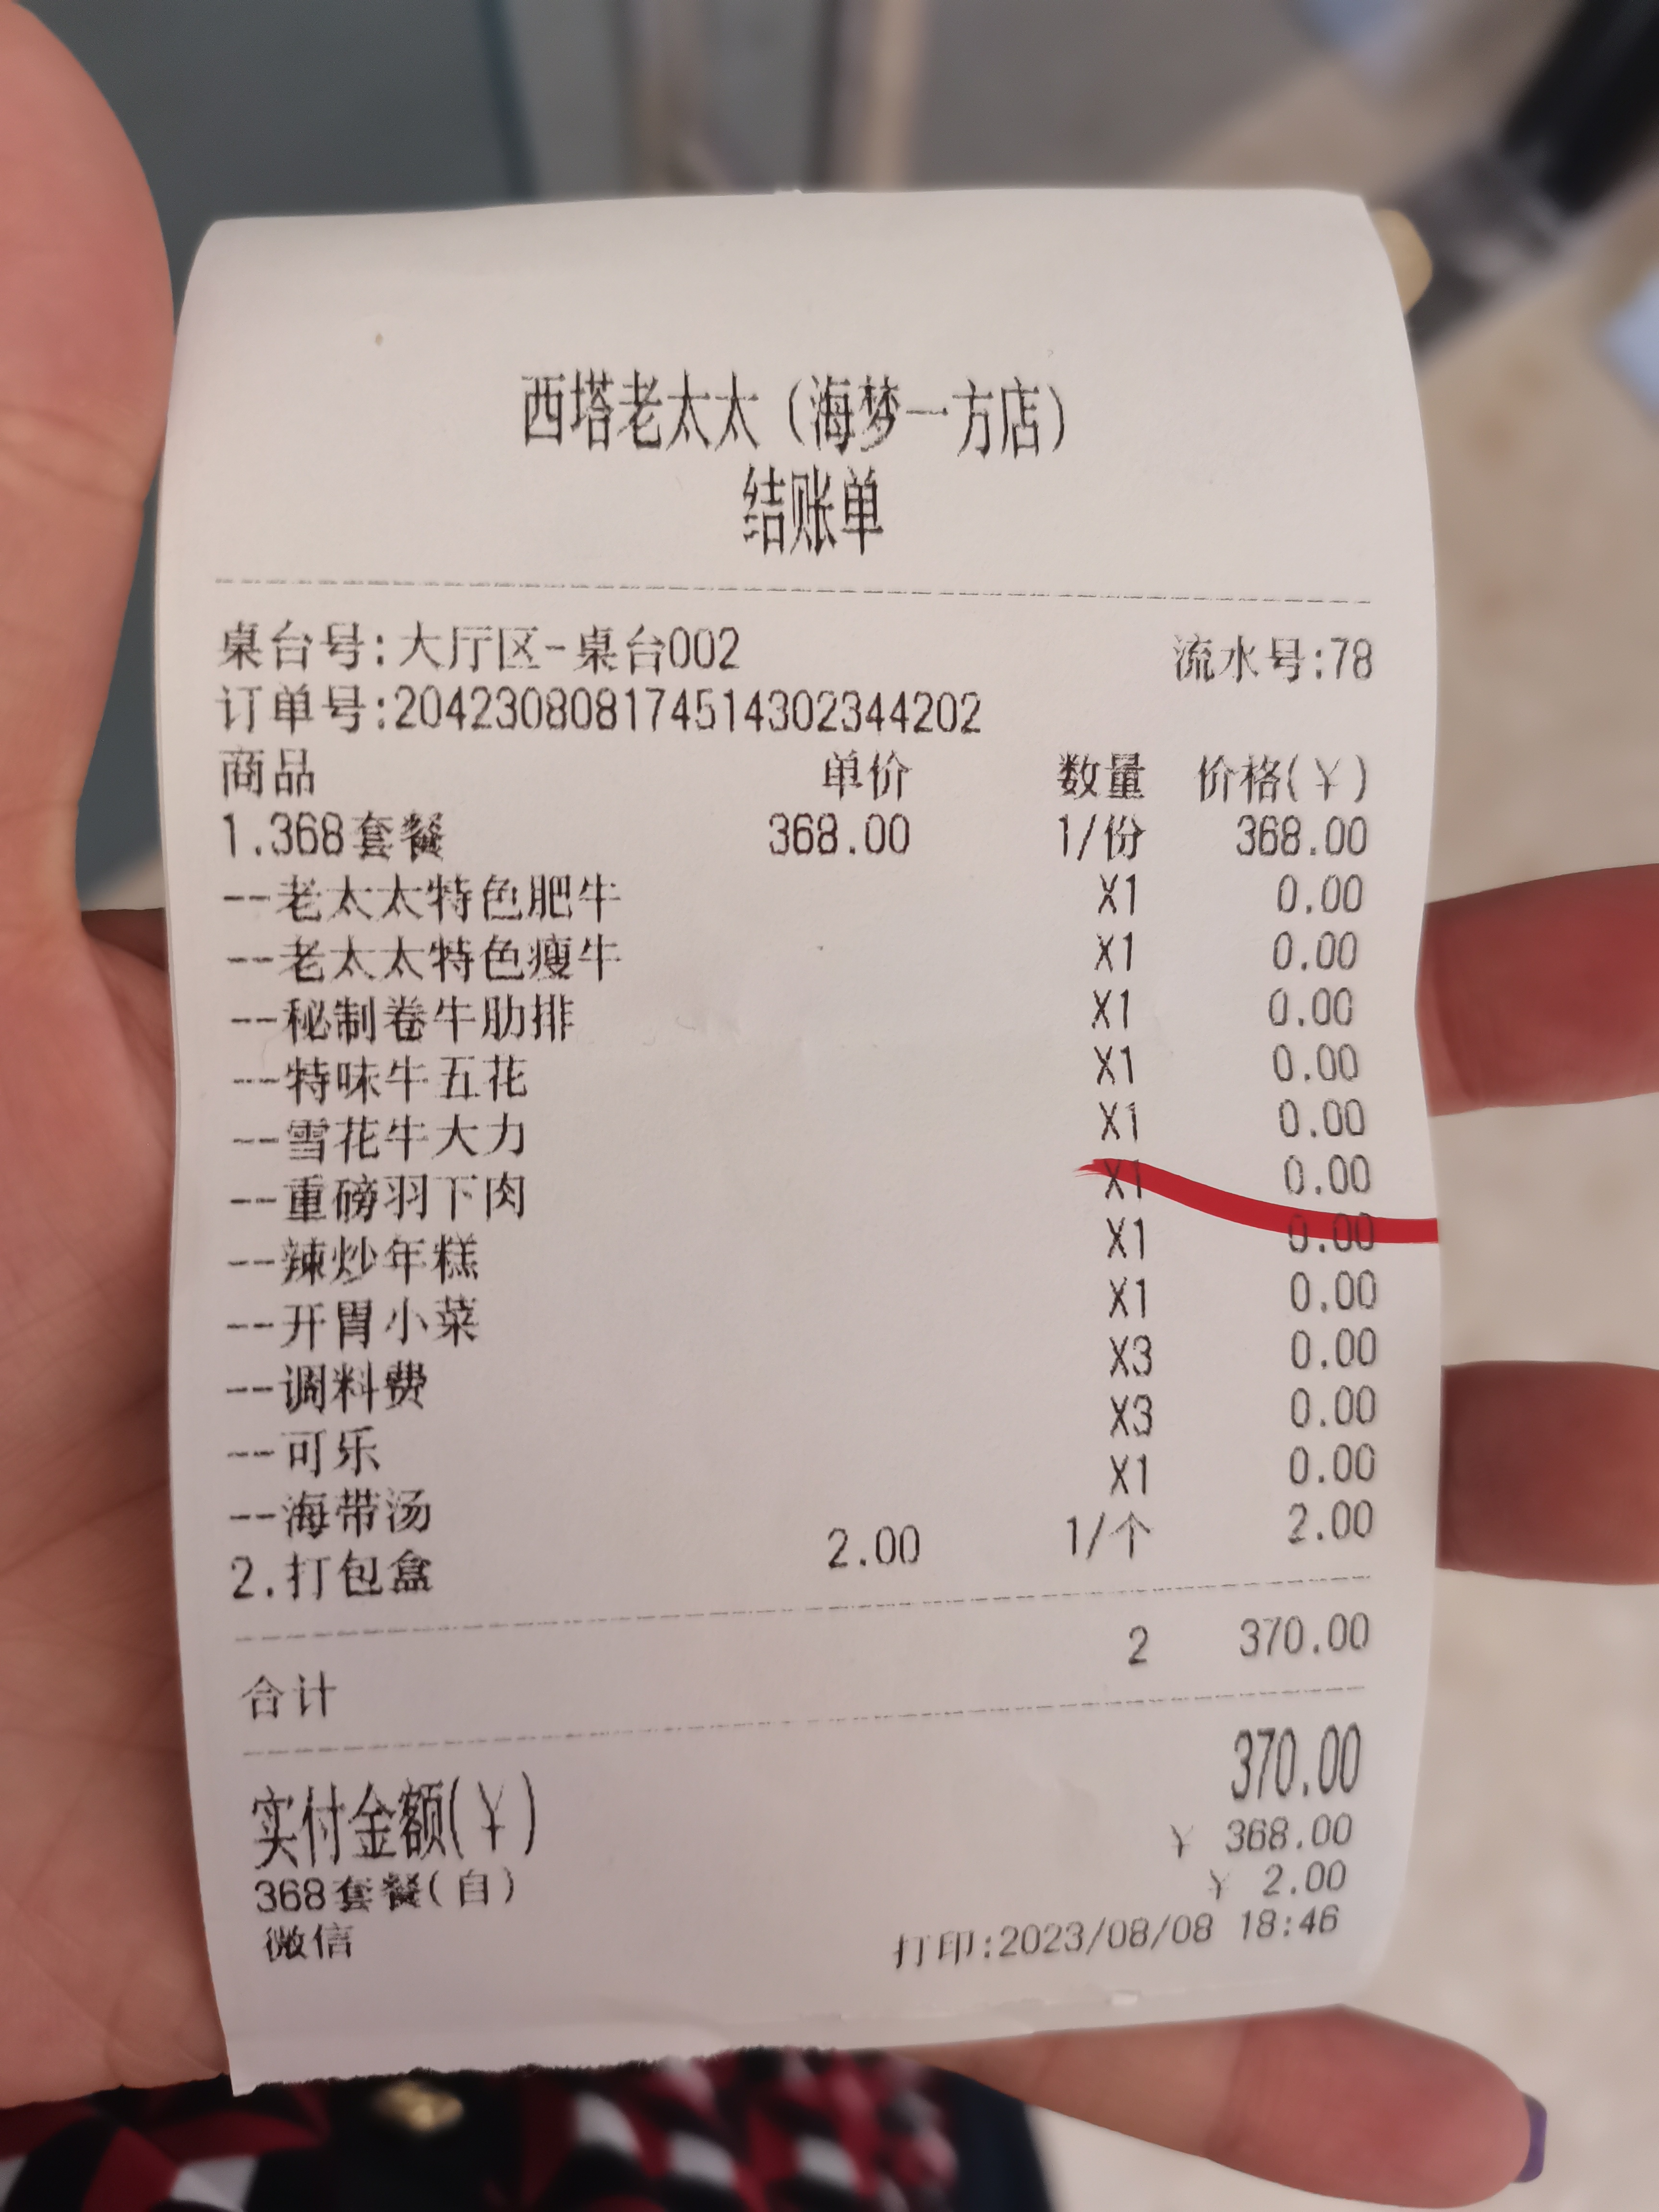 西塔老太太（海梦一方店）
结账单
桌台号:大厅区-桌台002 流水号:78
订单号:204230808174514302344202
商品 单价 数量 价格(￥)
1.368套餐 368.00 1/份 368.00
--老太太特色肥牛 X1 0.00
--老太太特色瘦牛 X1 0.00
--秘制卷牛肋排 X1 0.00
--特味牛五花 X1 0.00
--雪花牛大力 X1 0.00
--重磅羽下肉 X1 0.00
--辣炒年糕 X1 0.00
--开胃小菜 X1 0.00
--调料费 X3 0.00
--可乐 X3 0.00
--海带汤 X1 0.00
2.打包盒 2.00 1/个 2.00
合计 2 370.00
实付金额(￥) 370.00
368套餐(自) ￥ 368.00
微信 ￥ 2.00
打印:2023/08/08 18:46